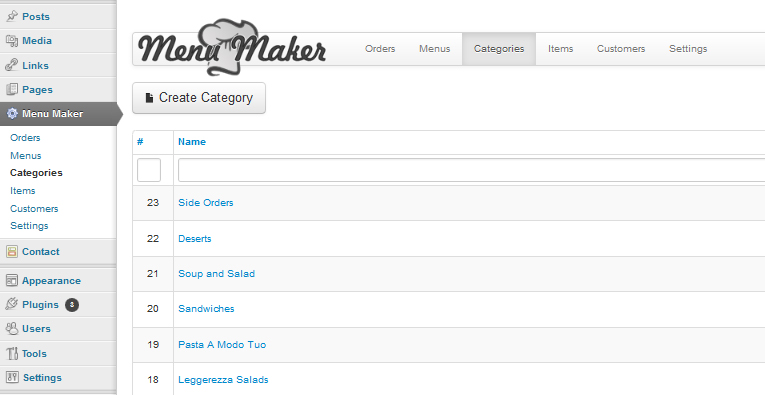 Posts
Media
Links
Pages
Menu Maker
Orders
Menus
Categories
Items
Customers
Settings
Contact
Appearance
Plugins 3
Users
Tools
Settings
Menu Maker
Orders Menus Categories Items Customers Settings
Create Category
# Name
23 Side Orders
22 Deserts
21 Soup and Salad
20 Sandwiches
19 Pasta A Modo Tuo
18 Leggerezza Salads